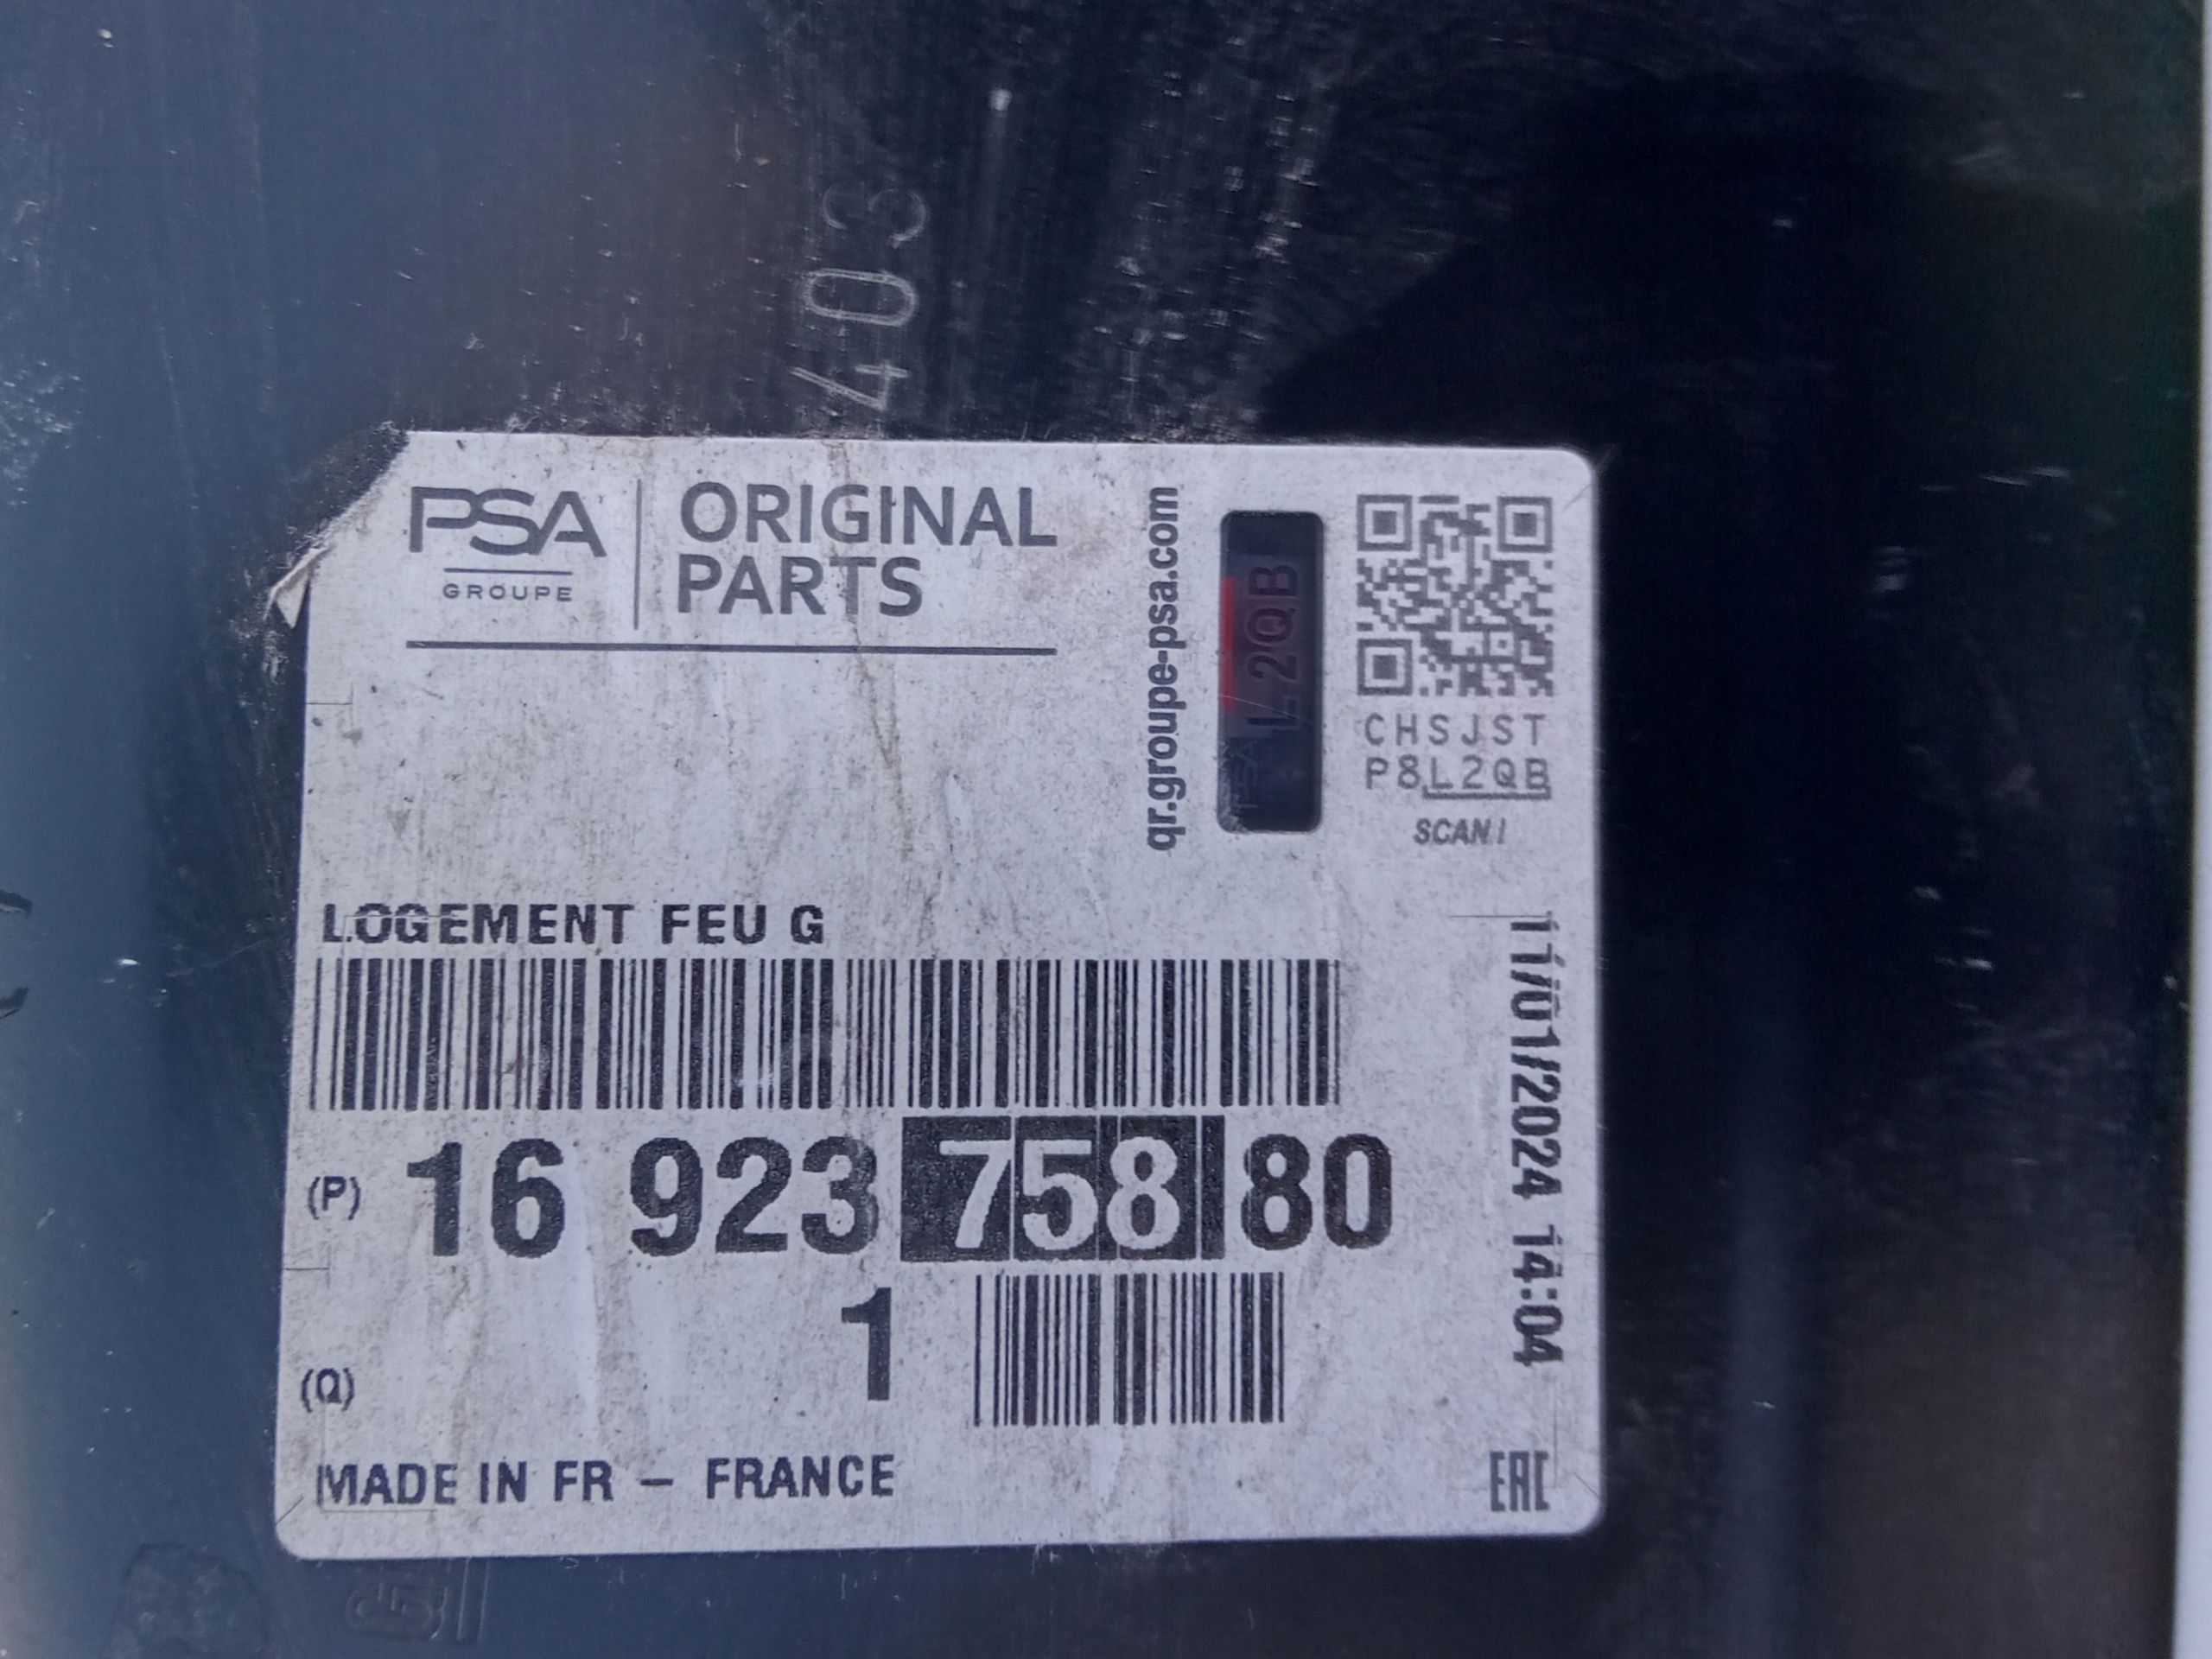 403
PSA
GROUPE
ORIGINAL
PARTS
qr.groupe-psa.com
L2QB
CHSJST
P8L2QB
SCAN!
LOGEMENT FEU G
(P) 16 923 758 80
(Q) 1
11/01/2024 14:04
MADE IN FR – FRANCE
EAC